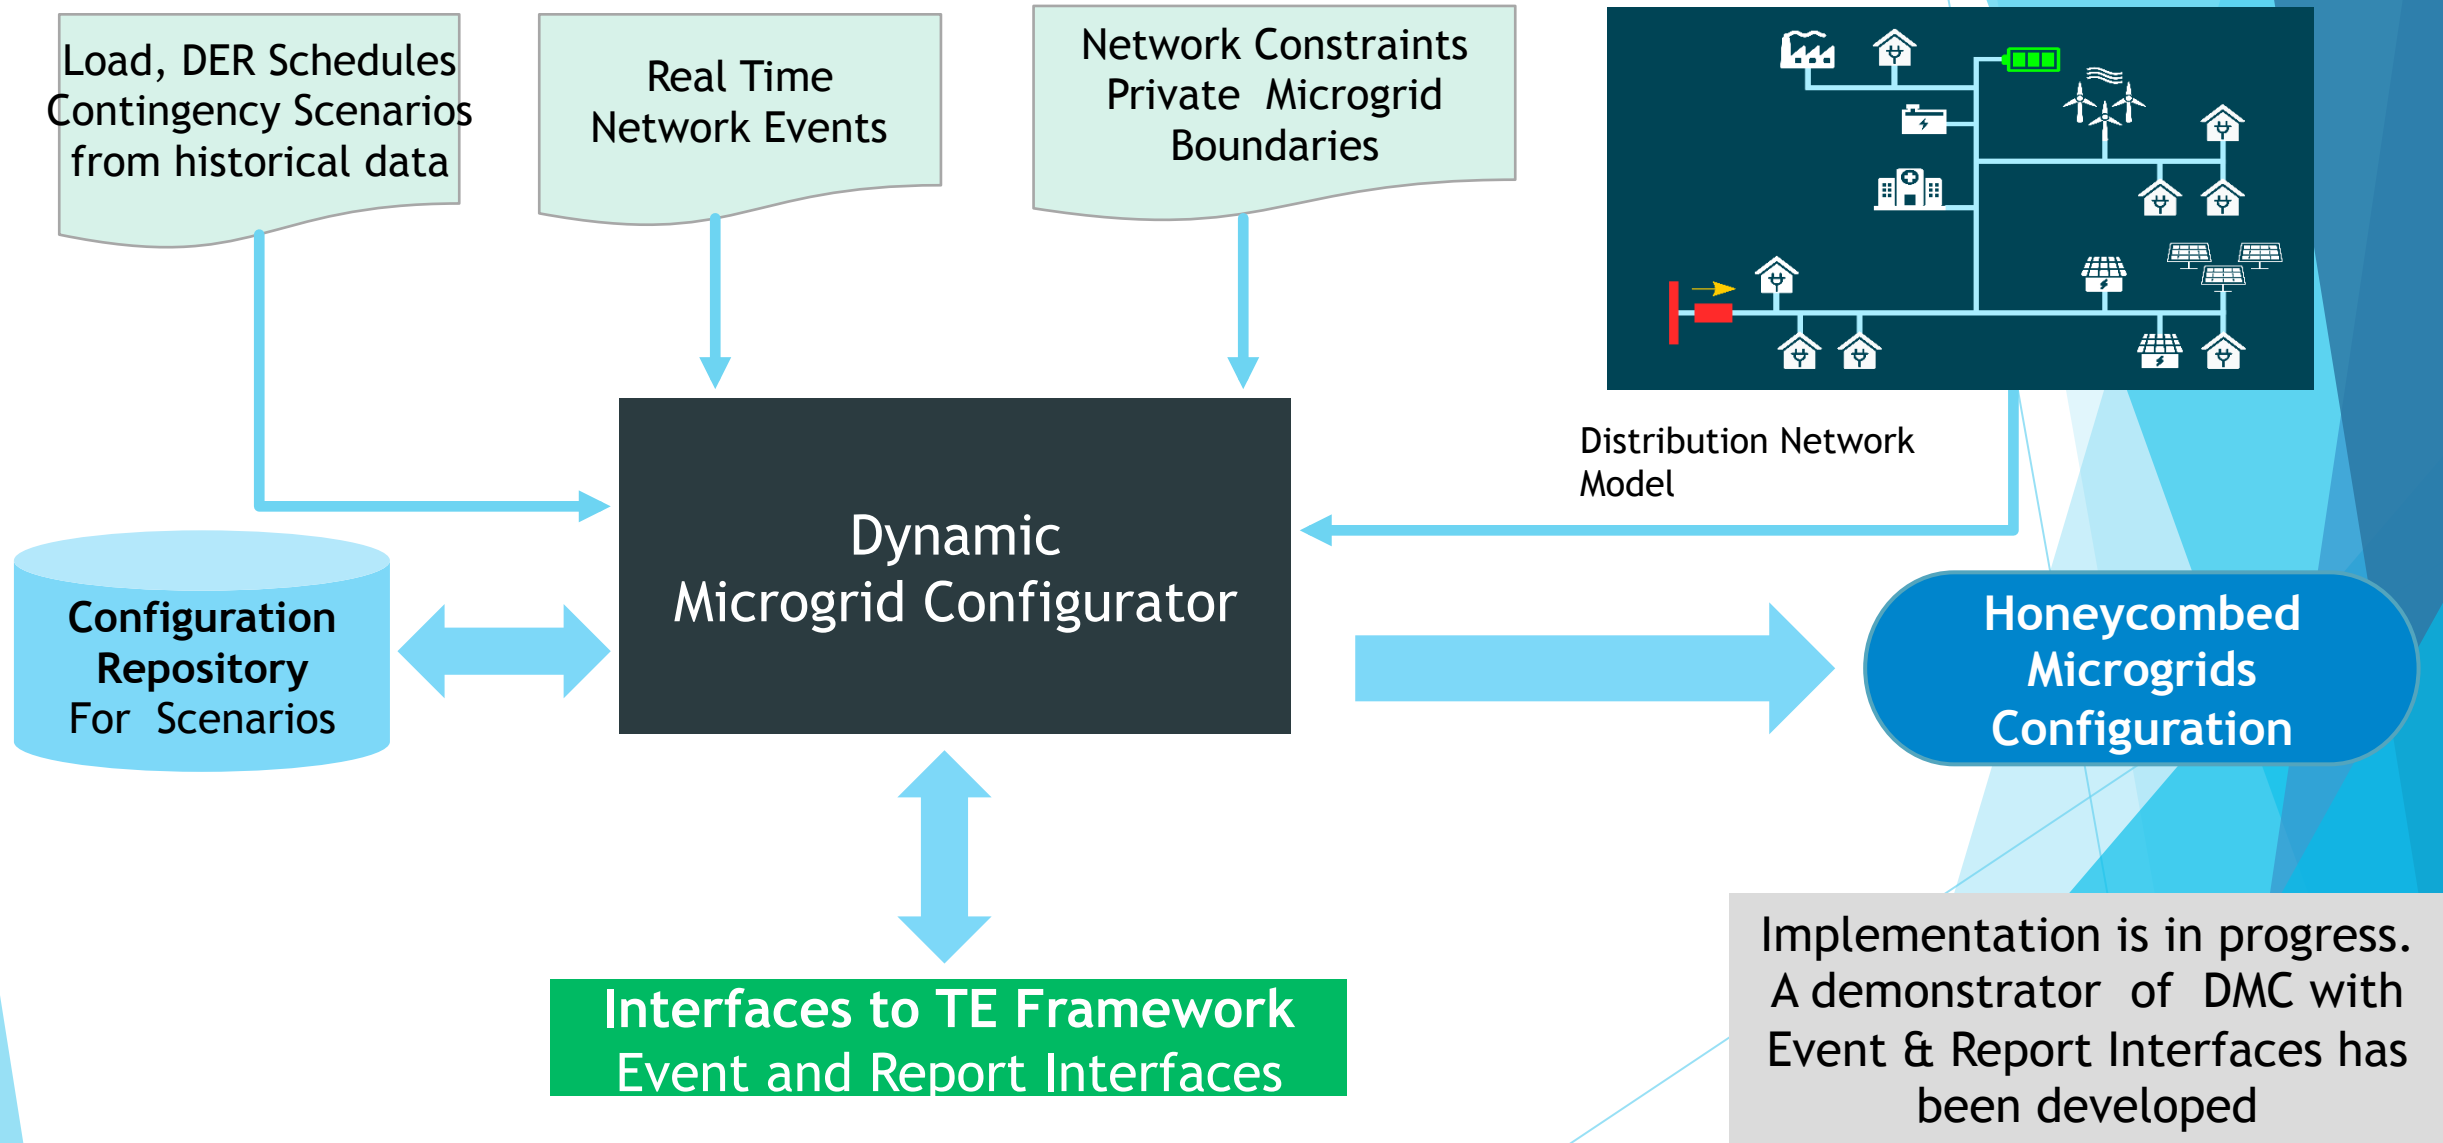 Load, DER Schedules
Contingency Scenarios
from historical data
Real Time
Network Events
Network Constraints
Private Microgrid
Boundaries
Distribution Network
Model
Dynamic
Microgrid Configurator
Configuration
Repository
For Scenarios
Honeycombed
Microgrids
Configuration
Interfaces to TE Framework
Event and Report Interfaces
Implementation is in progress.
A demonstrator of DMC with
Event & Report Interfaces has
been developed